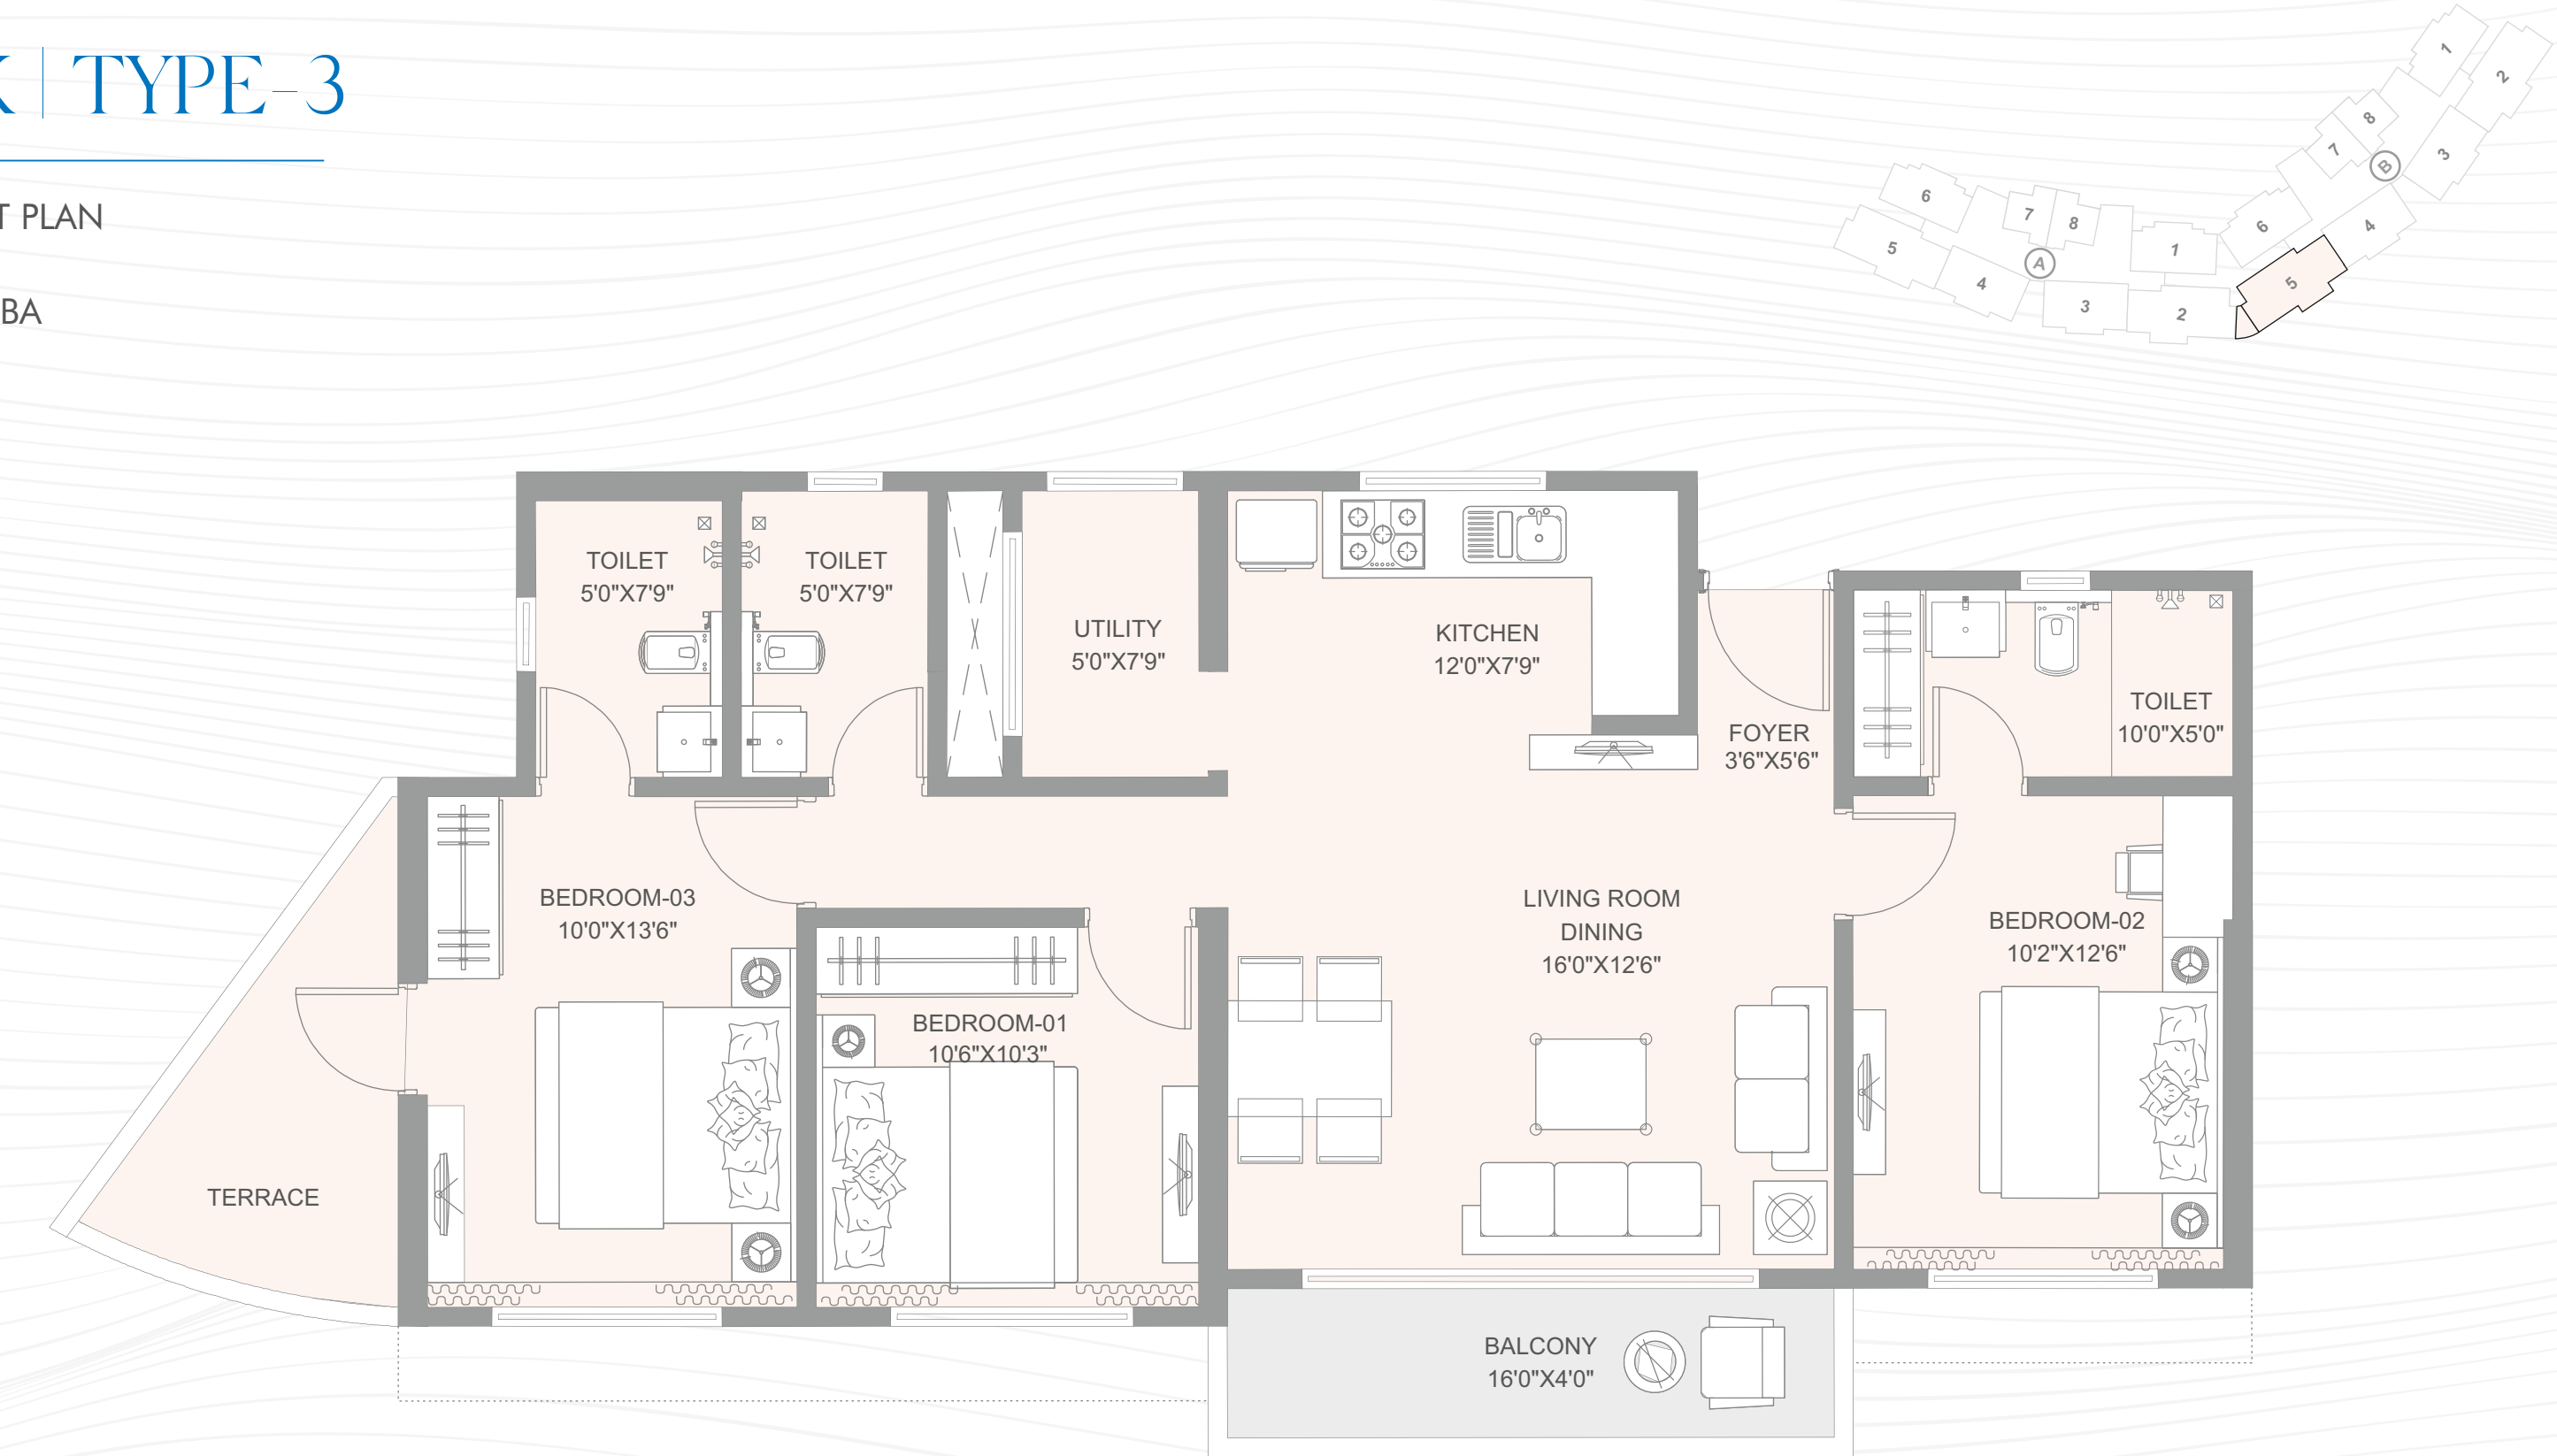 K | TYPE-3
T PLAN
BA
1
2
8
7
B
3
6
4
5
6
7
8
5
A
1
4
3
2
TOILET
5'0"X7'9"
TOILET
5'0"X7'9"
UTILITY
5'0"X7'9"
KITCHEN
12'0"X7'9"
FOYER
3'6"X5'6"
TOILET
10'0"X5'0"
BEDROOM-03
10'0"X13'6"
BEDROOM-01
10'6"X10'3"
LIVING ROOM
DINING
16'0"X12'6"
BEDROOM-02
10'2"X12'6"
TERRACE
BALCONY
16'0"X4'0"